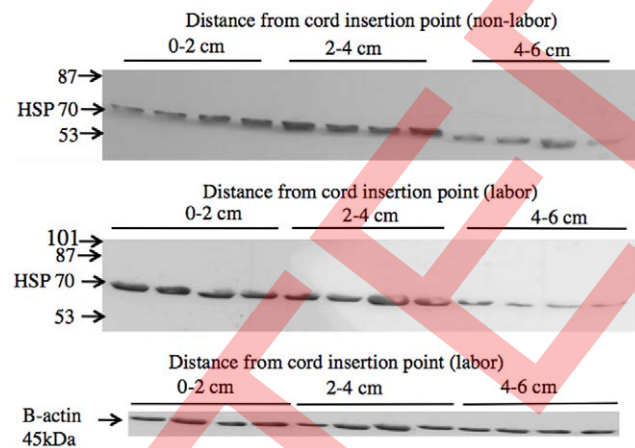 Distance from cord insertion point (non-labor)
0-2 cm 2-4 cm 4-6 cm
87
HSP 70
53
Distance from cord insertion point (labor)
0-2 cm 2-4 cm 4-6 cm
101
87
HSP 70
53
Distance from cord insertion point (labor)
0-2 cm 2-4 cm 4-6 cm
B-actin
45kDa